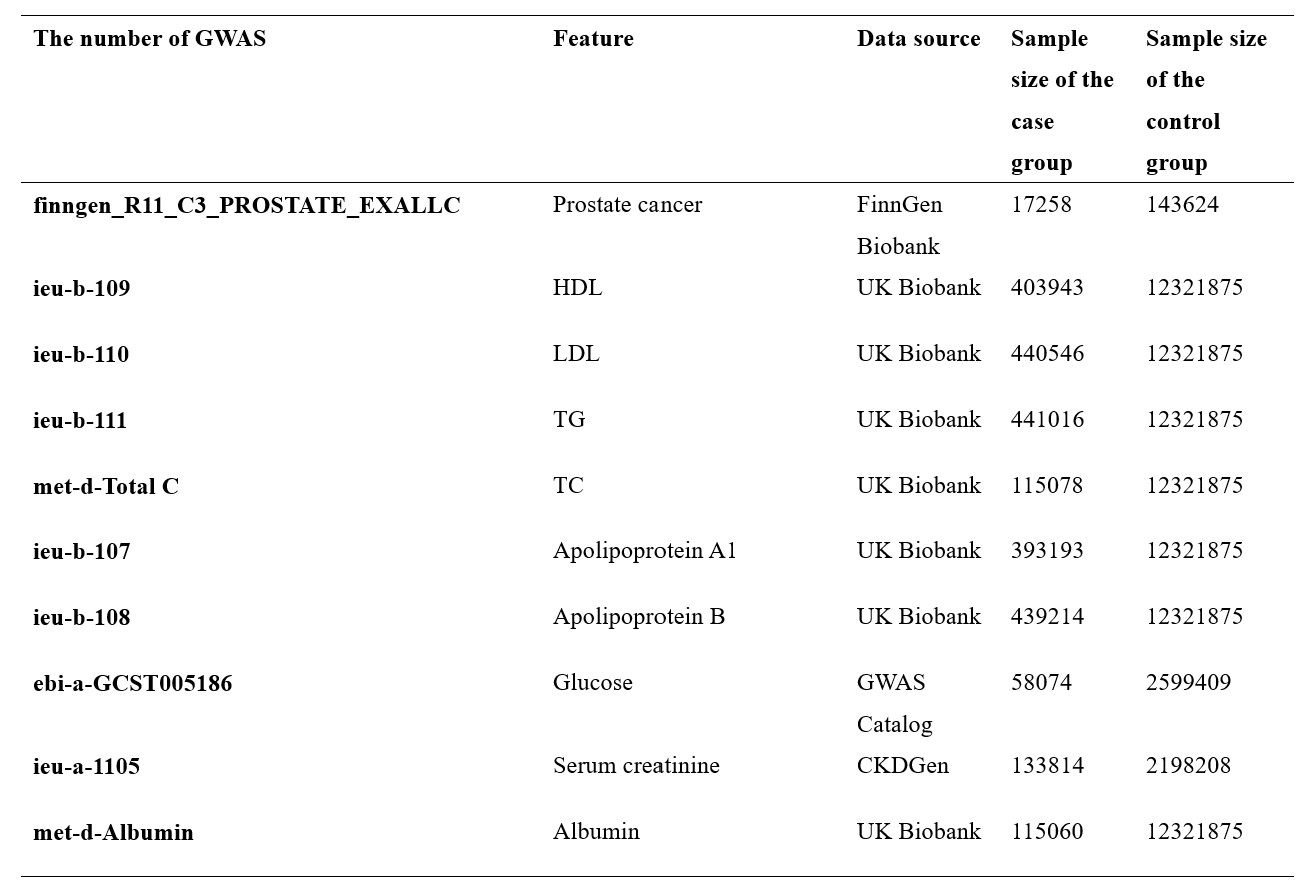 The number of GWAS Feature Data source Sample Sample size
size of the of the
case control
group group
finngen_R11_C3_PROSTATE_EXALLC Prostate cancer FinnGen 17258 143624
Biobank
ieu-b-109 HDL UK Biobank 403943 12321875
ieu-b-110 LDL UK Biobank 440546 12321875
ieu-b-111 TG UK Biobank 441016 12321875
met-d-Total C TC UK Biobank 115078 12321875
ieu-b-107 Apolipoprotein A1 UK Biobank 393193 12321875
ieu-b-108 Apolipoprotein B UK Biobank 439214 12321875
ebi-a-GCST005186 Glucose GWAS 58074 2599409
Catalog
ieu-a-1105 Serum creatinine CKDGen 133814 2198208
met-d-Albumin Albumin UK Biobank 115060 12321875